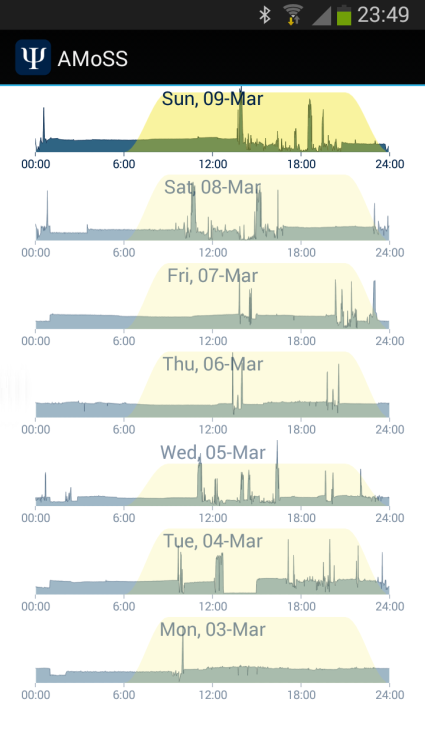 23:49
Ψ AMoSS
Sun, 09-Mar
00:00 6:00 12:00 18:00 24:00
Sat, 08-Mar
00:00 6:00 12:00 18:00 24:00
Fri, 07-Mar
00:00 6:00 12:00 18:00 24:00
Thu, 06-Mar
00:00 6:00 12:00 18:00 24:00
Wed, 05-Mar
00:00 6:00 12:00 18:00 24:00
Tue, 04-Mar
00:00 6:00 12:00 18:00 24:00
Mon, 03-Mar
00:00 6:00 12:00 18:00 24:00